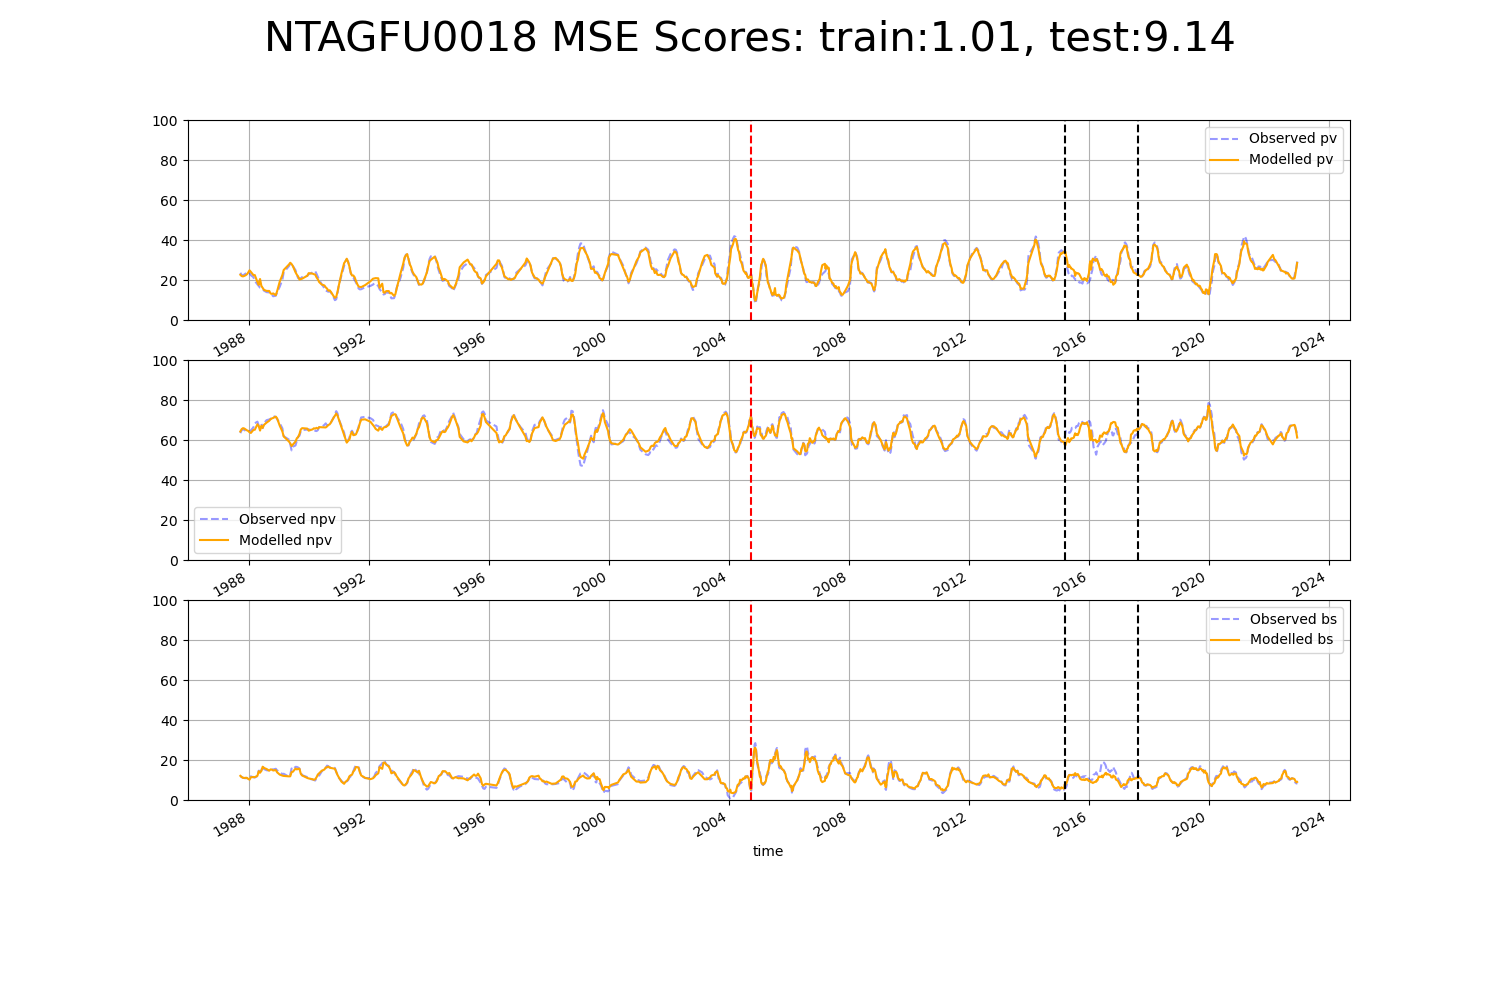 NTAGFU0018 MSE Scores: train:1.01, test:9.14
100
80
60
40
20
0
Observed pv
Modelled pv
1988 1992 1996 2000 2004 2008 2012 2016 2020 2024
100
80
60
40
20
0
Observed npv
Modelled npv
1988 1992 1996 2000 2004 2008 2012 2016 2020 2024
100
80
60
40
20
0
Observed bs
Modelled bs
1988 1992 1996 2000 2004 2008 2012 2016 2020 2024
time